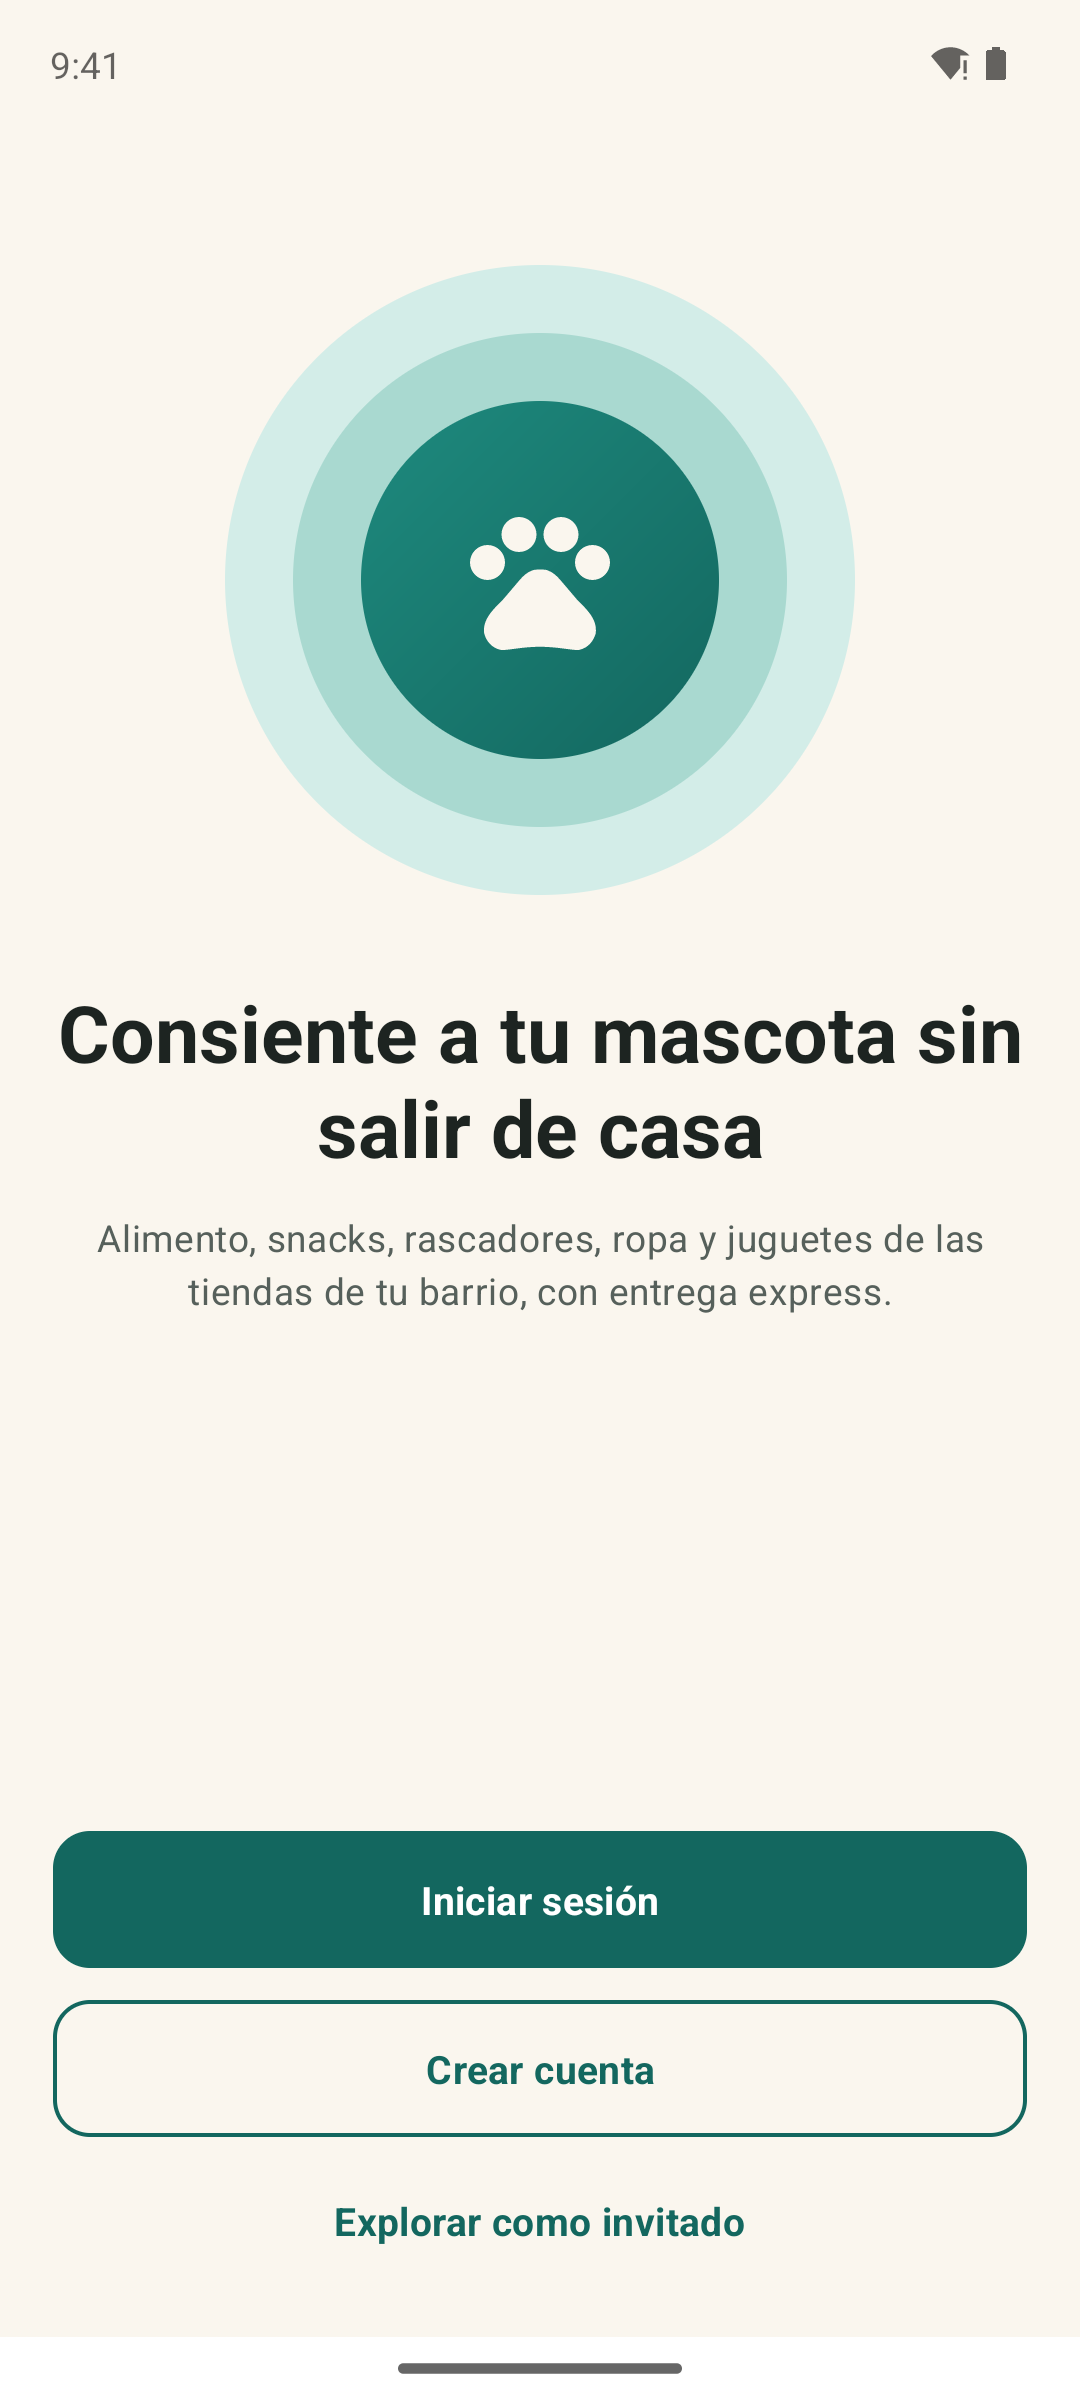 9:41
Consiente a tu mascota sin
salir de casa
Alimento, snacks, rascadores, ropa y juguetes de las
tiendas de tu barrio, con entrega express.
Iniciar sesión
Crear cuenta
Explorar como invitado